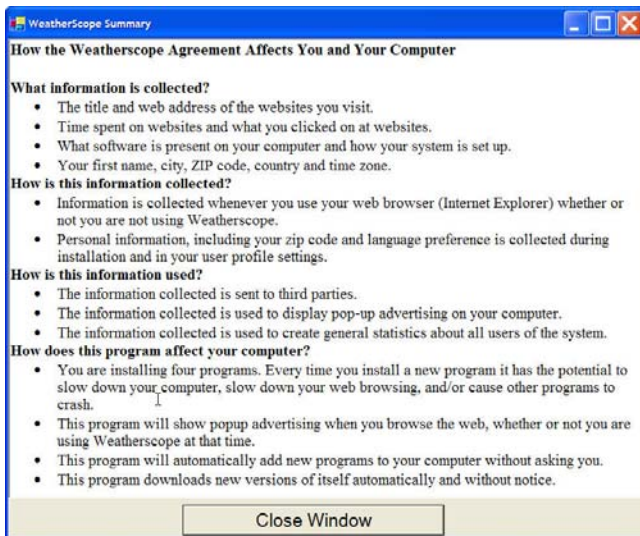 WeatherScope Summary
How the Weatherscope Agreement Affects You and Your Computer
What information is collected?
• The title and web address of the websites you visit.
• Time spent on websites and what you clicked on at websites.
• What software is present on your computer and how your system is set up.
• Your first name, city, ZIP code, country and time zone.
How is this information collected?
• Information is collected whenever you use your web browser (Internet Explorer) whether or
not you are not using Weatherscope.
• Personal information, including your zip code and language preference is collected during
installation and in your user profile settings.
How is this information used?
• The information collected is sent to third parties.
• The information collected is used to display pop-up advertising on your computer.
• The information collected is used to create general statistics about all users of the system.
How does this program affect your computer?
• You are installing four programs. Every time you install a new program it has the potential to
slow down your computer, slow down your web browsing, and/or cause other programs to
crash.
• This program will show popup advertising when you browse the web, whether or not you are
using Weatherscope at that time.
• This program will automatically add new programs to your computer without asking you.
• This program downloads new versions of itself automatically and without notice.
Close Window